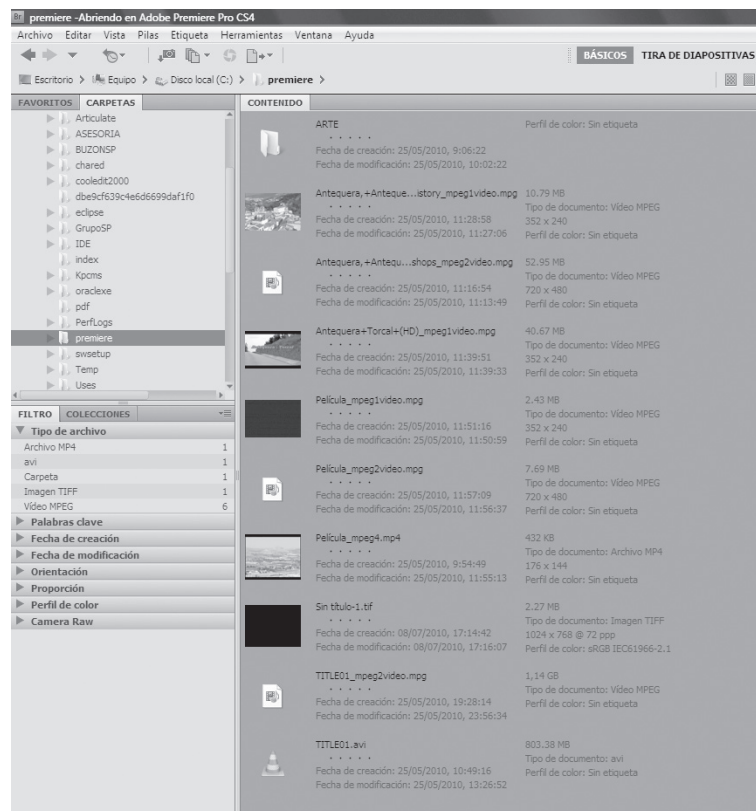 Br premiere -Abriendo en Adobe Premiere Pro CS4
Archivo Editar Vista Pilas Etiqueta Herramientas Ventana Ayuda
BÁSICOS TIRA DE DIAPOSITIVAS
Escritorio > Equipo > Disco local (C:) > premiere >
FAVORITOS CARPETAS
Articulate
ASESORIA
BUZONSP
chared
cooledit2000
dbe9cf639c4e6d6699daf1f0
eclipse
GrupoSP
IDE
index
Kpcms
oraclexe
pdf
PerfLogs
premiere
swsetup
Temp
Uses
FILTRO COLECCIONES
Tipo de archivo
Archivo MP4 1
avi 1
Carpeta 1
Imagen TIFF 1
Vídeo MPEG 6
Palabras clave
Fecha de creación
Fecha de modificación
Orientación
Proporción
Perfil de color
Camera Raw
CONTENIDO
ARTE
Perfil de color: Sin etiqueta
Fecha de creación: 25/05/2010, 9:06:22
Fecha de modificación: 25/05/2010, 10:02:22
Antequera,+Anteque...istory_mpeg1video.mpg 10.79 MB
Tipo de documento: Vídeo MPEG
Fecha de creación: 25/05/2010, 11:28:58 352 x 240
Fecha de modificación: 25/05/2010, 11:27:06 Perfil de color: Sin etiqueta
Antequera,+Antequ...shops_mpeg2video.mpg 52.95 MB
Tipo de documento: Vídeo MPEG
Fecha de creación: 25/05/2010, 11:16:54 720 x 480
Fecha de modificación: 25/05/2010, 11:13:49 Perfil de color: Sin etiqueta
Antequera+Torcal+(HD)_mpeg1video.mpg 40.67 MB
Tipo de documento: Vídeo MPEG
Fecha de creación: 25/05/2010, 11:39:51 352 x 240
Fecha de modificación: 25/05/2010, 11:39:33 Perfil de color: Sin etiqueta
Película_mpeg1video.mpg 2.43 MB
Tipo de documento: Vídeo MPEG
Fecha de creación: 25/05/2010, 11:51:16 352 x 240
Fecha de modificación: 25/05/2010, 11:50:59 Perfil de color: Sin etiqueta
Película_mpeg2video.mpg 7.69 MB
Tipo de documento: Vídeo MPEG
Fecha de creación: 25/05/2010, 11:57:09 720 x 480
Fecha de modificación: 25/05/2010, 11:56:37 Perfil de color: Sin etiqueta
Película_mpeg4.mp4 432 KB
Tipo de documento: Archivo MP4
Fecha de creación: 25/05/2010, 9:54:49 176 x 144
Fecha de modificación: 25/05/2010, 11:55:13 Perfil de color: Sin etiqueta
Sin título-1.tif 2.27 MB
Tipo de documento: Imagen TIFF
Fecha de creación: 08/07/2010, 17:14:42 1024 x 768 @ 72 ppp
Fecha de modificación: 08/07/2010, 17:16:07 Perfil de color: sRGB IEC61966-2.1
TITLE01_mpeg2video.mpg 1,14 GB
Tipo de documento: Vídeo MPEG
Fecha de creación: 25/05/2010, 19:28:14 Perfil de color: Sin etiqueta
Fecha de modificación: 25/05/2010, 23:56:34
TITLE01.avi 803.38 MB
Tipo de documento: avi
Fecha de creación: 25/05/2010, 10:49:16 Perfil de color: Sin etiqueta
Fecha de modificación: 25/05/2010, 13:26:52